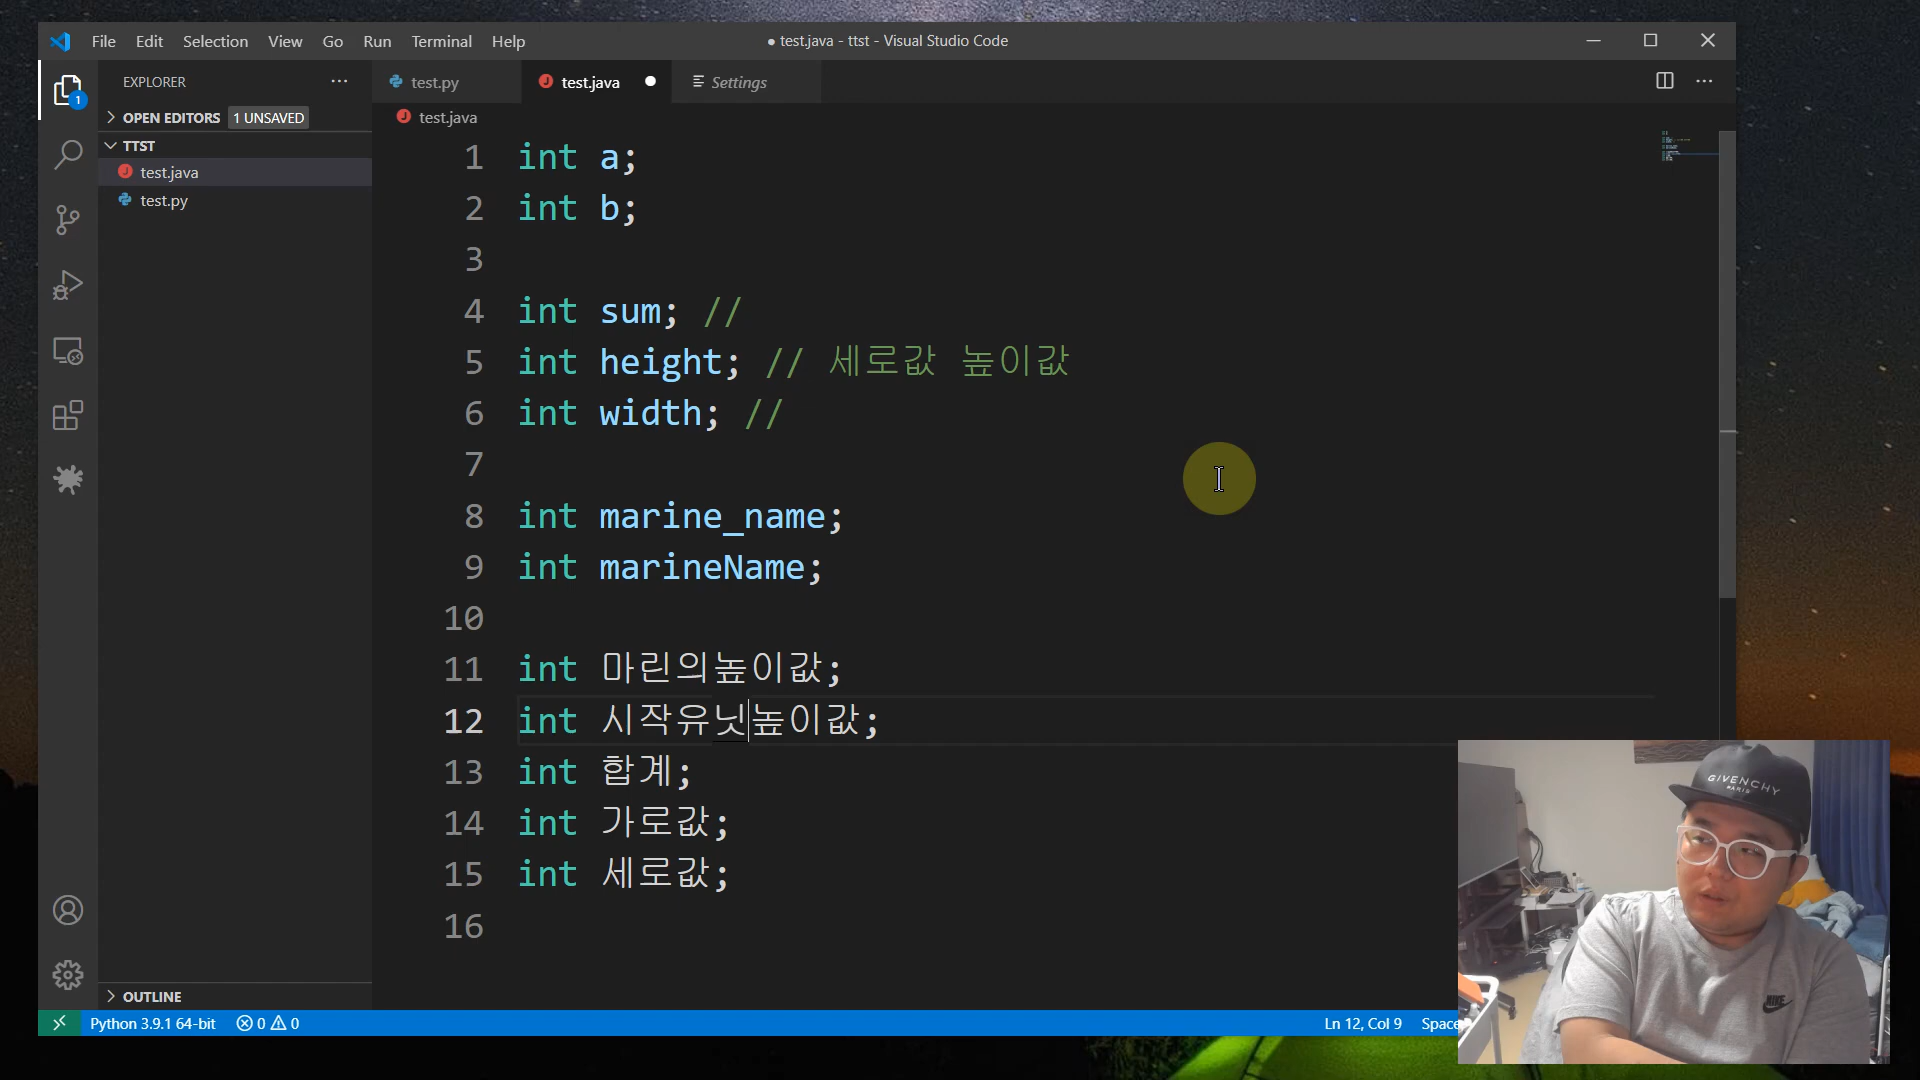 File Edit Selection View Go Run Terminal Help
● test.java - ttst - Visual Studio Code
EXPLORER
OPEN EDITORS 1 UNSAVED
TTST
test.java
test.py
OUTLINE
test.py
test.java
Settings
test.java
1 int a;
2 int b;
3
4 int sum; //
5 int height; // 세로값 높이값
6 int width; //
7
8 int marine_name;
9 int marineName;
10
11 int 마린의높이값;
12 int 시작유닛높이값;
13 int 합계;
14 int 가로값;
15 int 세로값;
16
1
Python 3.9.1 64-bit 0 0
Ln 12, Col 9 Space
GIVENCHY
PARIS
NIKE